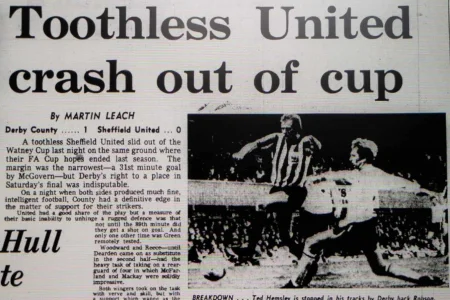 Toothless United
crash out of cup
By MARTIN LEACH
Derby County ...... 1 Sheffield United ... 0
A toothless Sheffield United slid out of the
Watney Cup last night on the same ground where
their FA Cup hopes ended last season. The
margin was the narrowest—a 31st minute goal
by McGovern—but Derby's right to a place in
Saturday's final was indisputable.
On a night when both sides produced much fine,
intelligent football, County had a definitive edge in
the matter of support for their strikers.
United had a good share of the play but a measure of
their basic inability to unhinge a rugged defence was that
not until the 89th minute did
they get a shot on goal. And
only one other time was Green
remotely tested.
Woodward and Reece—until
Dearden came on as substitute
in the second half—had the
heavy task of taking on a rear-
guard of four in which McFar-
land and Mackay were solidly
impressive.
Both wingers took on the task
with verve and skill, but with
Hull
te
BREAKDOWN . . . Ted Hemsley is stopped in his tracks by Derby back Robson.